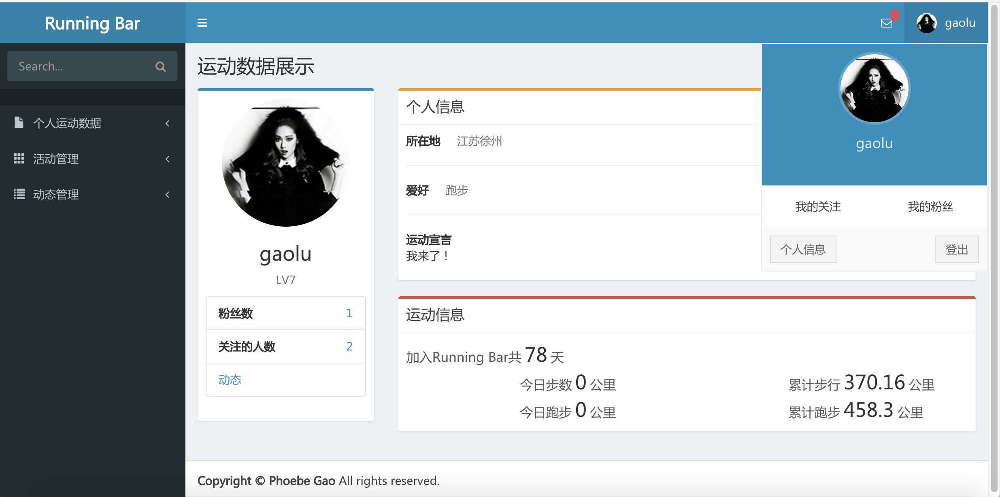 Running Bar
gaolu
Search...
个人运动数据
活动管理
动态管理
运动数据展示
gaolu
LV7
粉丝数 1
关注的人数 2
动态
个人信息
所在地 江苏徐州
爱好 跑步
运动宣言
我来了！
gaolu
我的关注 我的粉丝
个人信息 登出
运动信息
加入Running Bar共 78 天
今日步数 0 公里 累计步行 370.16 公里
今日跑步 0 公里 累计跑步 458.3 公里
Copyright © Phoebe Gao All rights reserved.